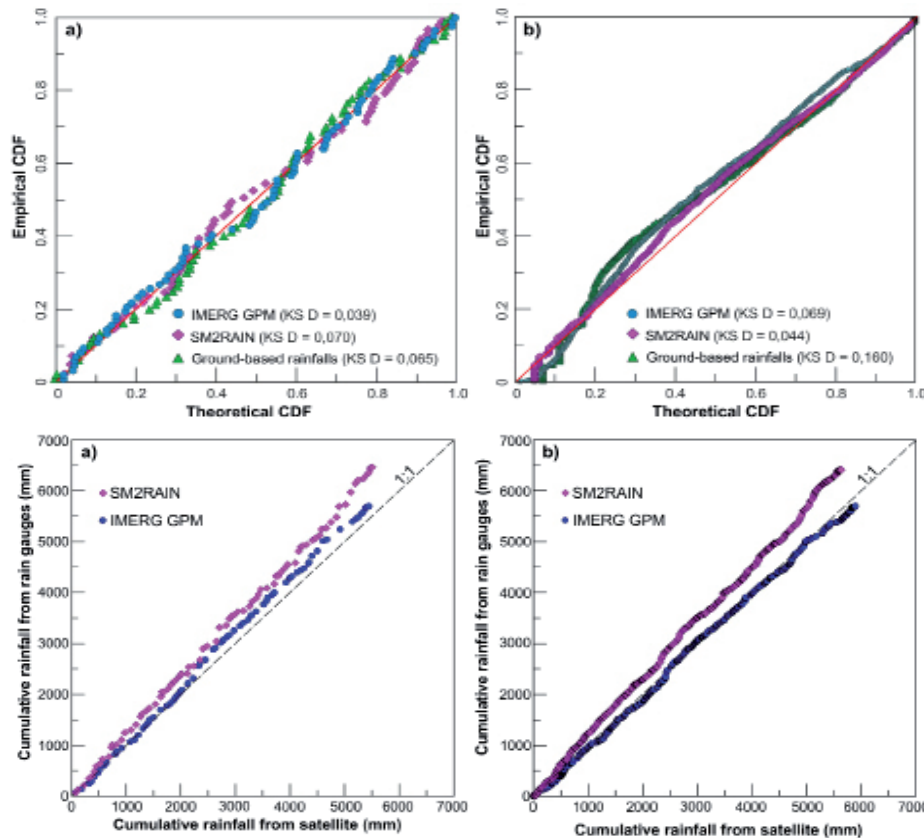 a)
Empirical CDF
1.0
0.8
0.6
0.4
0.2
0
IMERG GPM (KS D = 0,039)
SM2RAIN (KS D = 0,070)
Ground-based rainfalls (KS D = 0,065)
0 0.2 0.4 0.6 0.8 1.0
Theoretical CDF
b)
Empirical CDF
1.0
0.8
0.6
0.4
0.2
0
IMERG GPM (KS D = 0,069)
SM2RAIN (KS D = 0,044)
Ground-based rainfalls (KS D = 0,160)
0 0.2 0.4 0.6 0.8 1.0
Theoretical CDF
a)
Cumulative rainfall from rain gauges (mm)
7000
6000
5000
4000
3000
2000
1000
0
1:1
SM2RAIN
IMERG GPM
0 1000 2000 3000 4000 5000 6000 7000
Cumulative rainfall from satellite (mm)
b)
Cumulative rainfall from rain gauges (mm)
7000
6000
5000
4000
3000
2000
1000
0
1:1
SM2RAIN
IMERG GPM
0 1000 2000 3000 4000 5000 6000 7000
Cumulative rainfall from satellite (mm)